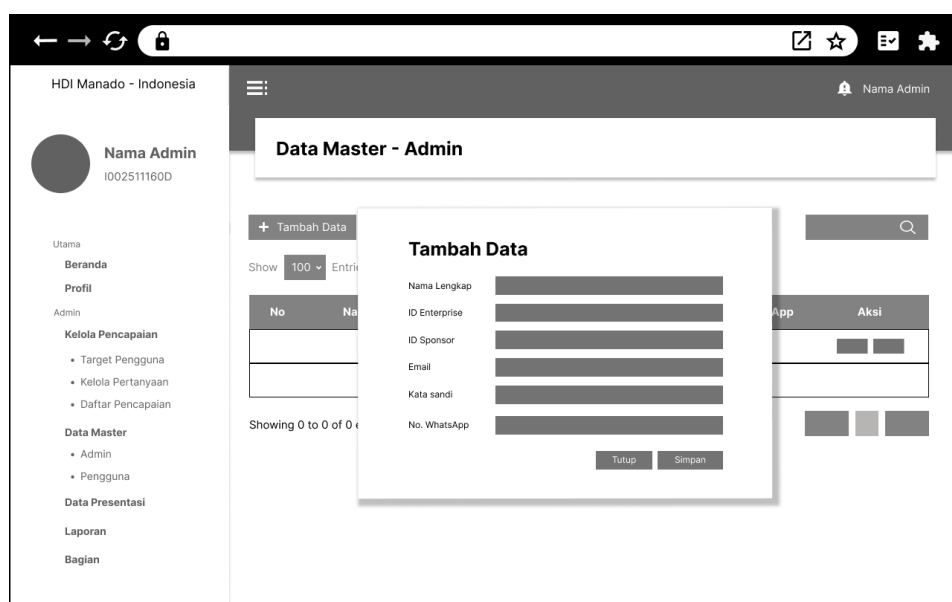 HDI Manado - Indonesia
Nama Admin
Nama Admin
I002511160D
Data Master - Admin
Utama
Beranda
Profil
Admin
Kelola Pencapaian
• Target Pengguna
• Kelola Pertanyaan
• Daftar Pencapaian
Data Master
• Admin
• Pengguna
Data Presentasi
Laporan
Bagian
+ Tambah Data
Show 100 Entri
No Na App Aksi
Showing 0 to 0 of 0 e
Tambah Data
Nama Lengkap
ID Enterprise
ID Sponsor
Email
Kata sandi
No. WhatsApp
Tutup Simpan